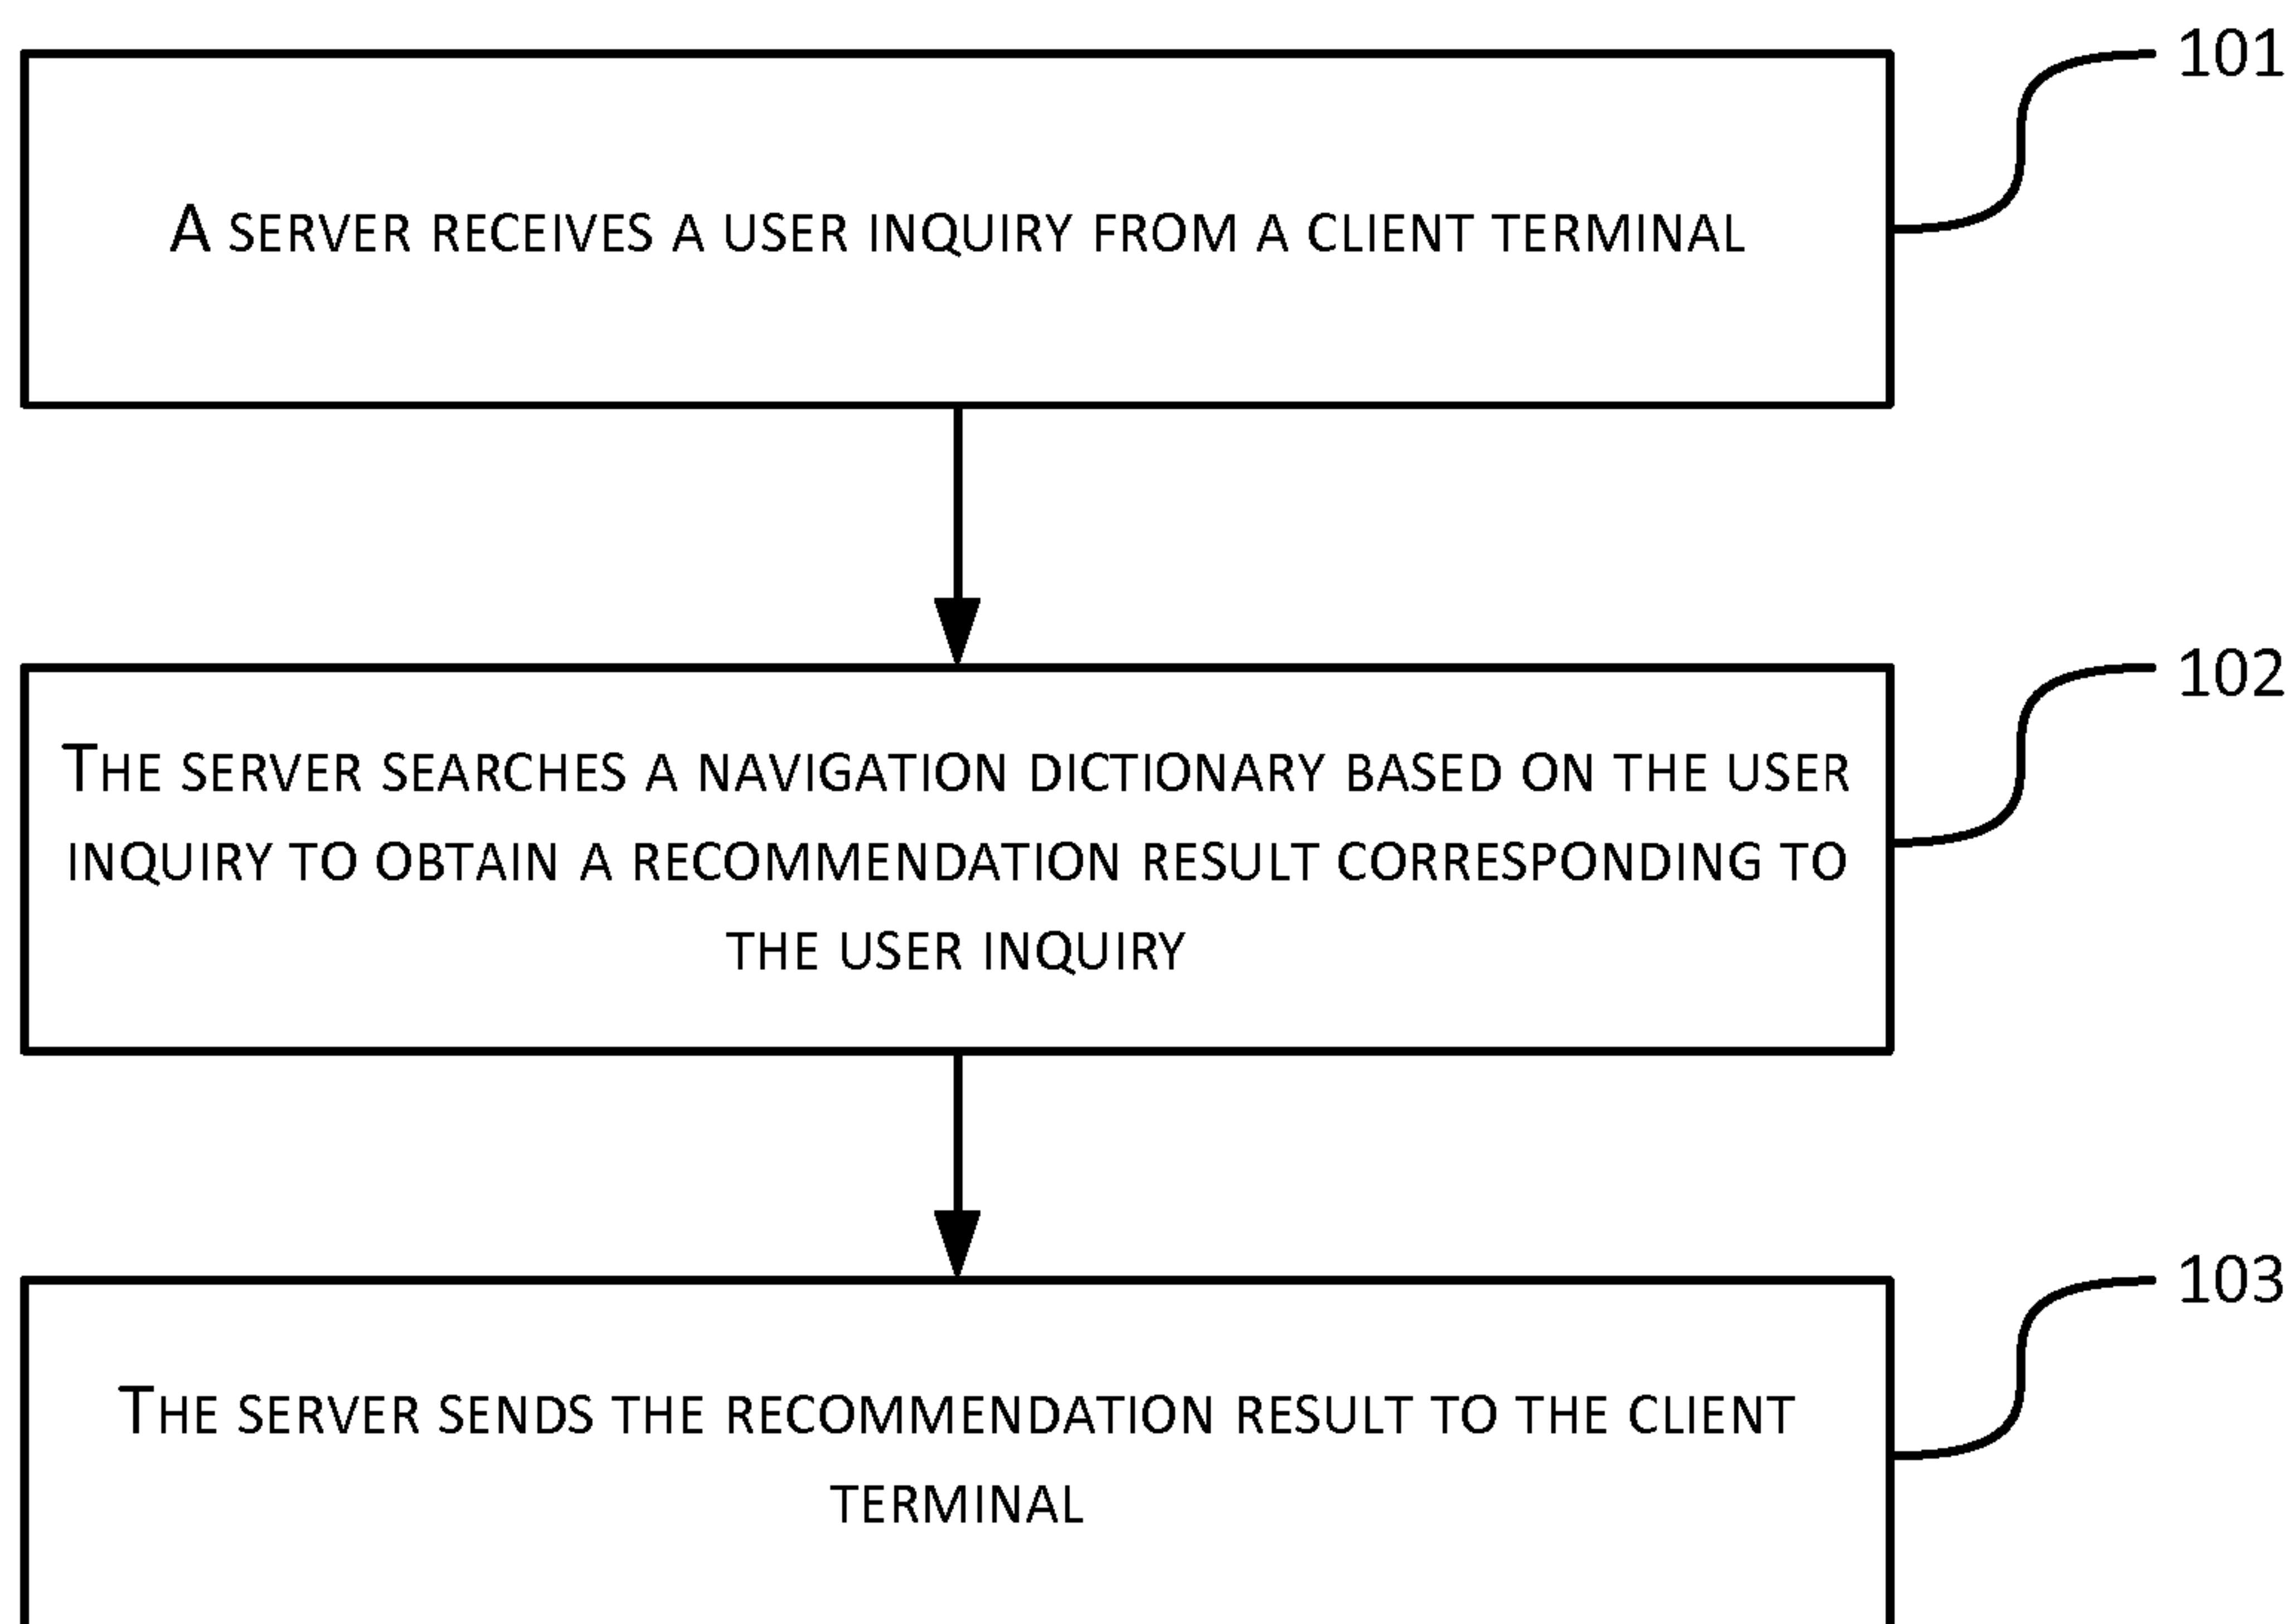 101
A SERVER RECEIVES A USER INQUIRY FROM A CLIENT TERMINAL
102
THE SERVER SEARCHES A NAVIGATION DICTIONARY BASED ON THE USER
INQUIRY TO OBTAIN A RECOMMENDATION RESULT CORRESPONDING TO
THE USER INQUIRY
103
THE SERVER SENDS THE RECOMMENDATION RESULT TO THE CLIENT
TERMINAL